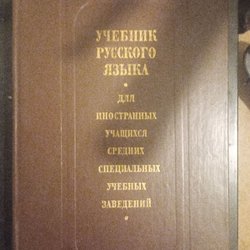 УЧЕБНИК
РУССКОГО
ЯЗЫКА
ДЛЯ
ИНОСТРАННЫХ
УЧАЩИХСЯ
СРЕДНИХ
СПЕЦИАЛЬНЫХ
УЧЕБНЫХ
ЗАВЕДЕНИЙ